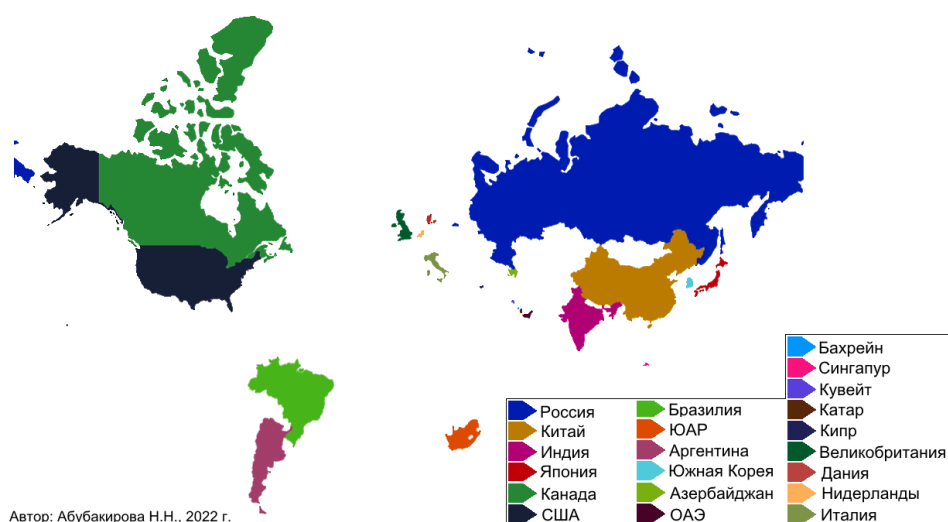 Россия
Китай
Индия
Япония
Канада
США
Бразилия
ЮАР
Аргентина
Южная Корея
Азербайджан
ОАЭ
Бахрейн
Сингапур
Кувейт
Катар
Кипр
Великобритания
Дания
Нидерланды
Италия
Автор: Абубакирова Н.Н., 2022 г.